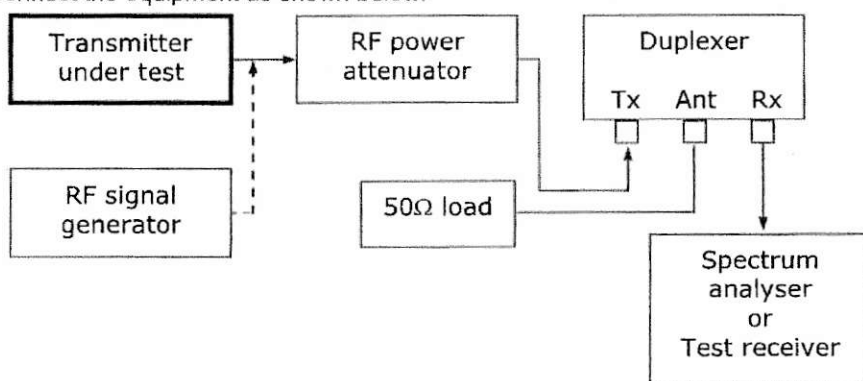 Transmitter
under test
RF power
attenuator
Duplexer
Tx Ant Rx
RF signal
generator
50Ω load
Spectrum
analyser
or
Test receiver